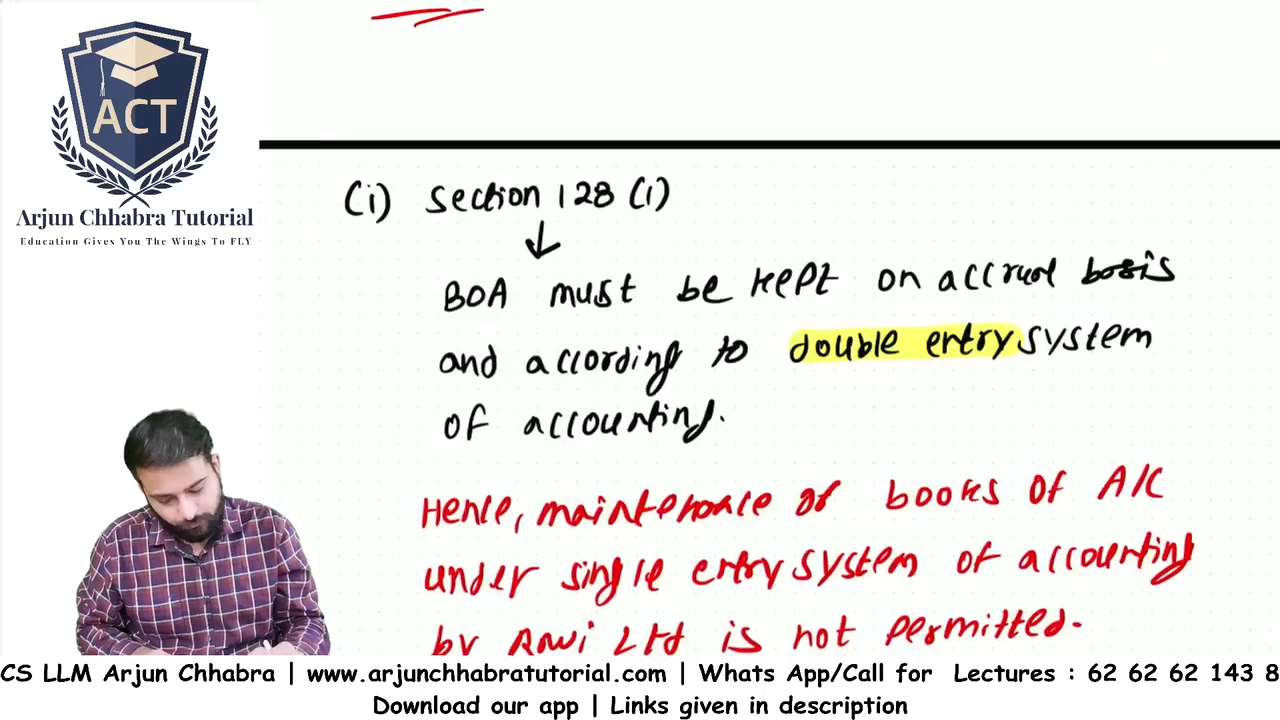 ACT
Arjun Chhabra Tutorial
Education Gives You The Wings To FLY
(i) Section 128 (1)
BOA must be kept on accrual basis
and according to double entry system
of accounting.
Hence, maintenance of books of A/C
under single entry system of accounting
by Ltd is not permitted.
CS LLM Arjun Chhabra | www.arjunchhabratutorial.com | Whats App/Call for Lectures : 62 62 62 143 8
Download our app | Links given in description